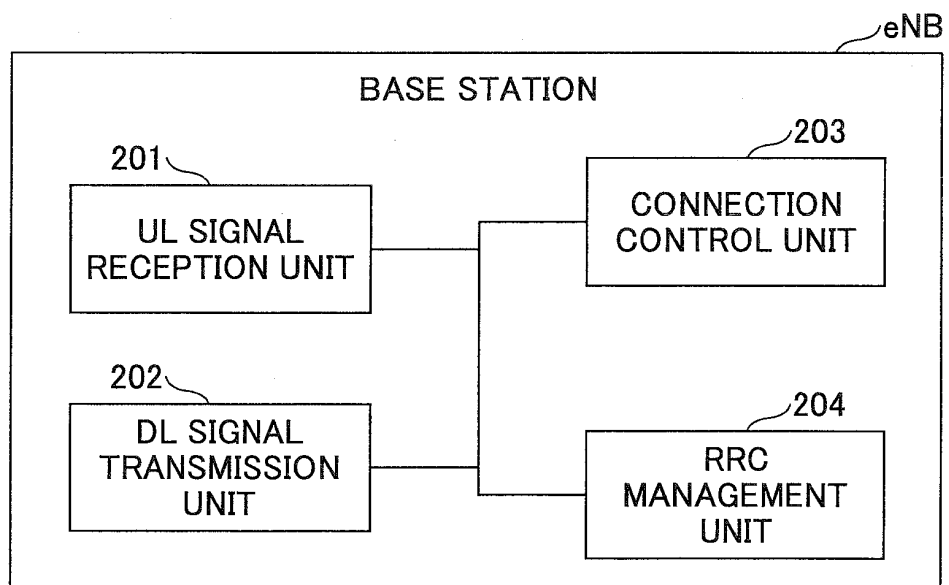 eNB
BASE STATION
201
UL SIGNAL
RECEPTION UNIT
203
CONNECTION
CONTROL UNIT
202
DL SIGNAL
TRANSMISSION
UNIT
204
RRC
MANAGEMENT
UNIT